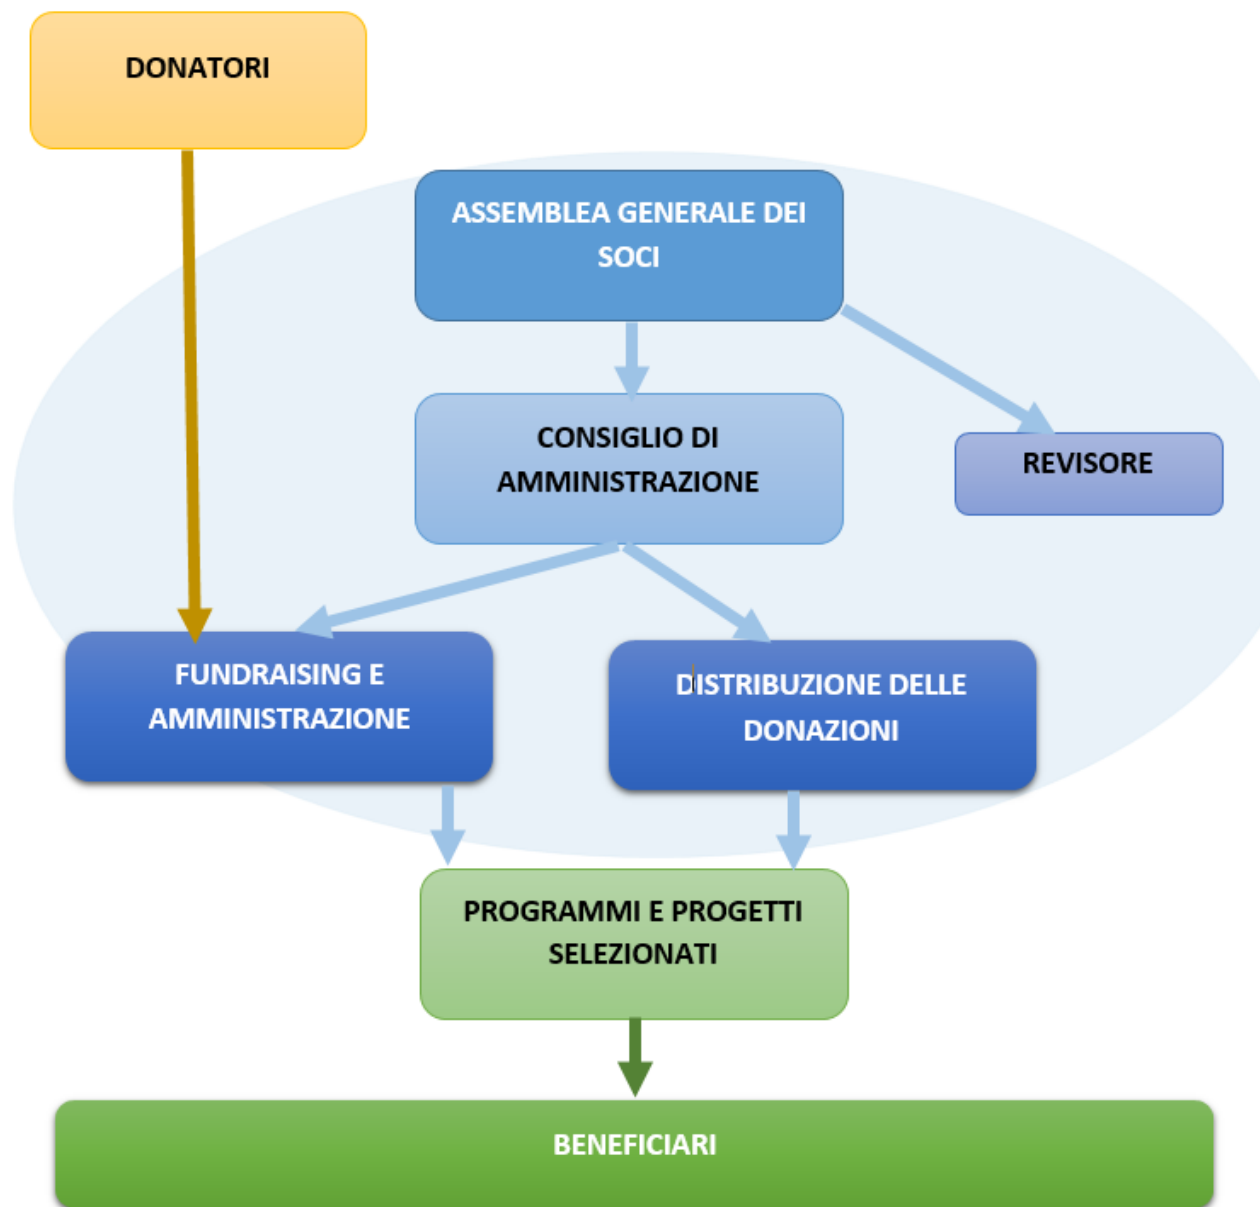 DONATORI
ASSEMBLEA GENERALE DEI
SOCI
CONSIGLIO DI
AMMINISTRAZIONE
REVISORE
FUNDRAISING E
AMMINISTRAZIONE
DISTRIBUZIONE DELLE
DONAZIONI
PROGRAMMI E PROGETTI
SELEZIONATI
BENEFICIARI